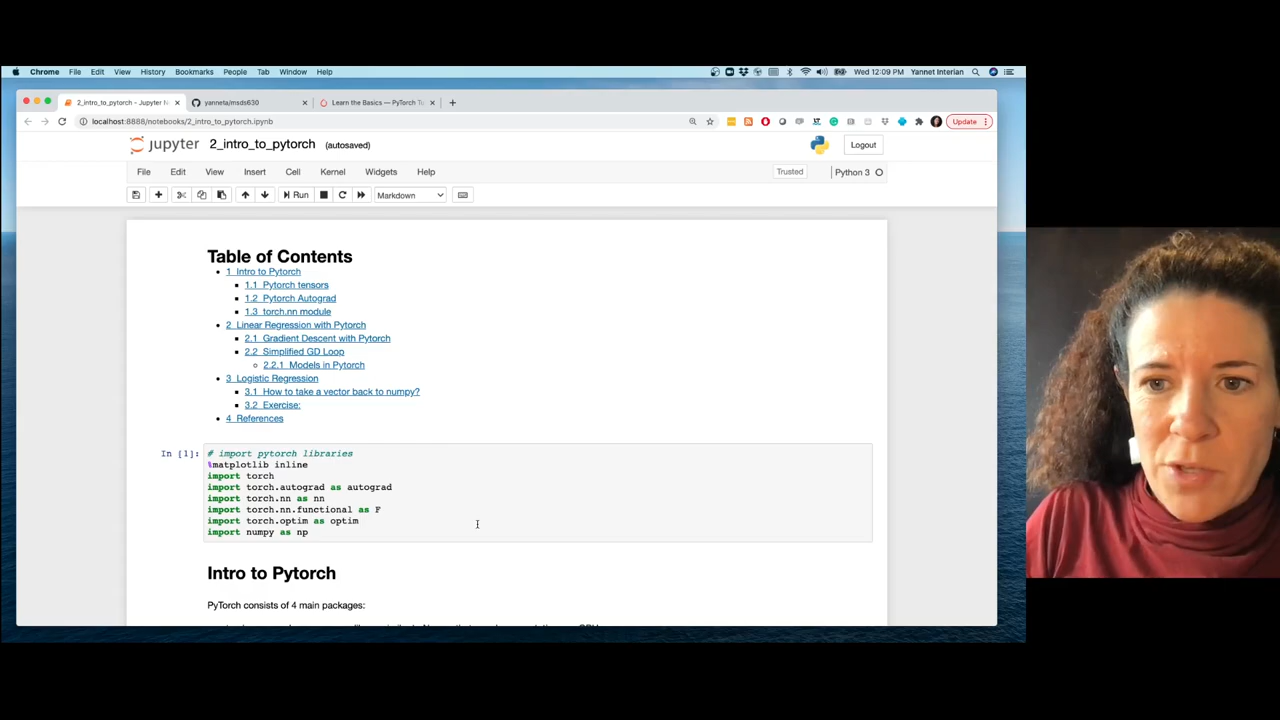 Chrome File Edit View History Bookmarks People Tab Window Help Wed 12:09 PM Yannet Interian
2_intro_to_pytorch - Jupyter N yanneta/msds630 Learn the Basics — PyTorch T
localhost:8888/notebooks/2_intro_to_pytorch.ipynb Update
jupyter 2_intro_to_pytorch (autosaved) Logout
File Edit View Insert Cell Kernel Widgets Help Trusted Python 3
Run Markdown
Table of Contents
1 Intro to Pytorch
1.1 Pytorch tensors
1.2 Pytorch Autograd
1.3 torch.nn module
2 Linear Regression with Pytorch
2.1 Gradient Descent with Pytorch
2.2 Simplified GD Loop
2.2.1 Models in Pytorch
3 Logistic Regression
3.1 How to take a vector back to numpy?
3.2 Exercise:
4 References
In [1]: # import pytorch libraries
%matplotlib inline
import torch
import torch.autograd as autograd
import torch.nn as nn
import torch.nn.functional as F
import torch.optim as optim
import numpy as np
Intro to Pytorch
PyTorch consists of 4 main packages: